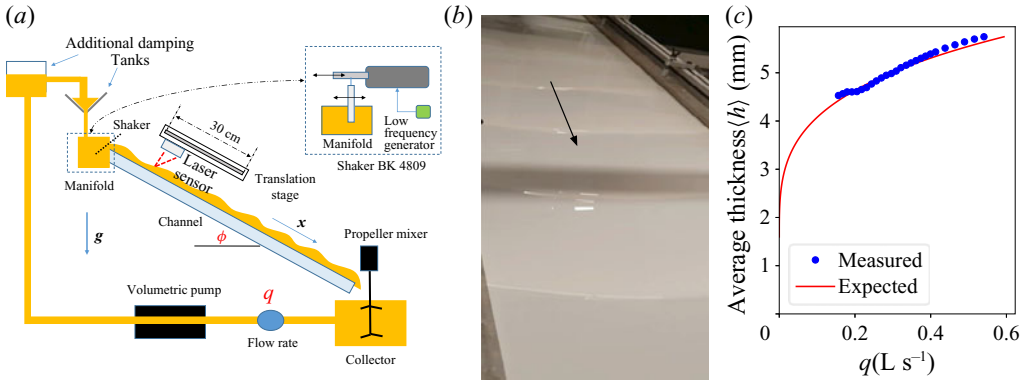 (a)
Additional damping
Tanks
Shaker
Manifold
g
30 cm
Laser
sensor
Translation
stage
Channel
x
ϕ
Manifold
Low
frequency
generator
Shaker BK 4809
Propeller mixer
Volumetric pump
q
Flow rate
Collector
(b)
(c)
Average thickness ⟨h⟩ (mm)
5
4
3
2
1
Measured
Expected
0
0.2
0.4
0.6
q(L s⁻¹)